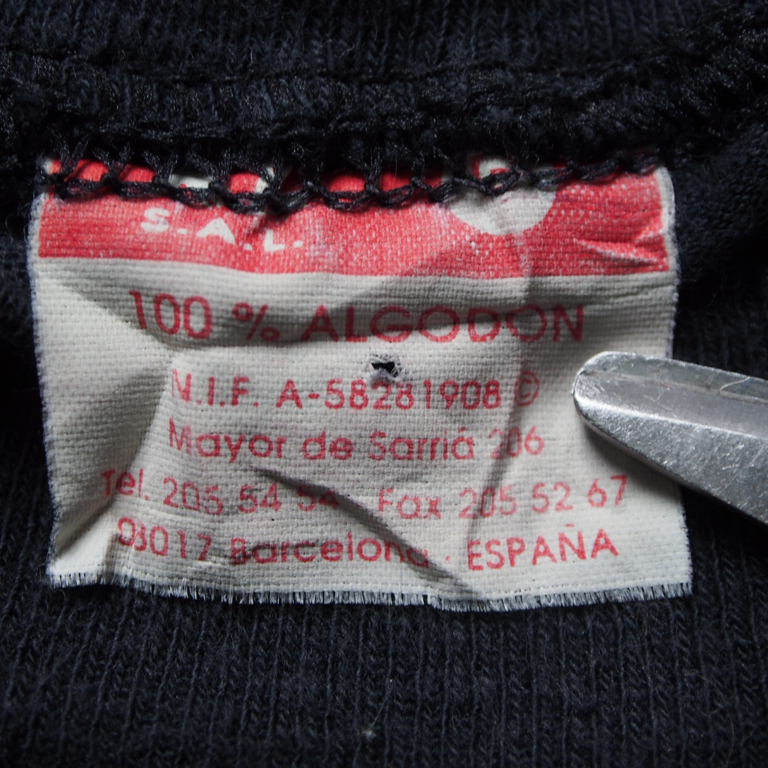 S.A.L.
100 % ALGODON
N.I.F. A-58281908 ©
Mayor de Sarriá 206
Tel. 205 54 54 Fax 205 52 67
08017 Barcelona · ESPAÑA